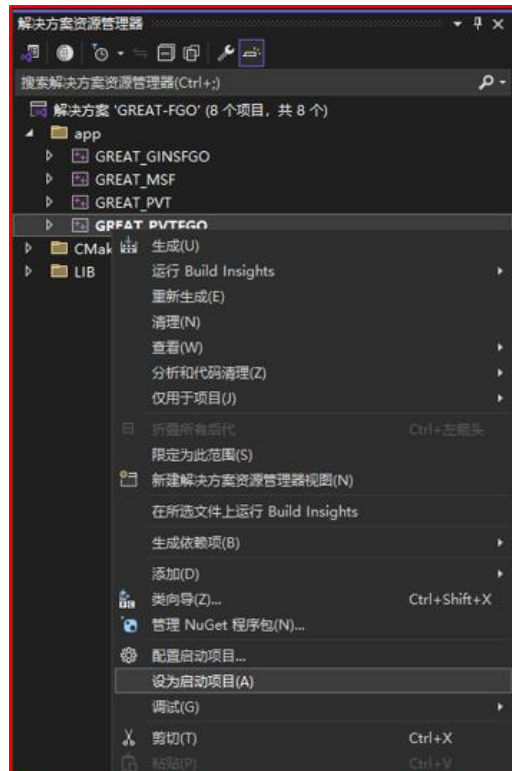 解决方案资源管理器
搜索解决方案资源管理器(Ctrl+;)
解决方案 'GREAT-FGO' (8 个项目, 共 8 个)
app
GREAT_GINSFGO
GREAT_MSF
GREAT_PVT
GREAT_PVTFGO
CMak
LIB
生成(U)
运行 Build Insights
重新生成(E)
清理(N)
查看(W)
分析和代码清理(Z)
仅用于项目(J)
折叠所有后代 Ctrl+左箭头
限定为此范围(S)
新建解决方案资源管理器视图(N)
在所选文件上运行 Build Insights
生成依赖项(B)
添加(D)
类向导(Z)... Ctrl+Shift+X
管理 NuGet 程序包(N)...
配置启动项目...
设为启动项目(A)
调试(G)
剪切(T) Ctrl+X
粘贴(P) Ctrl+V